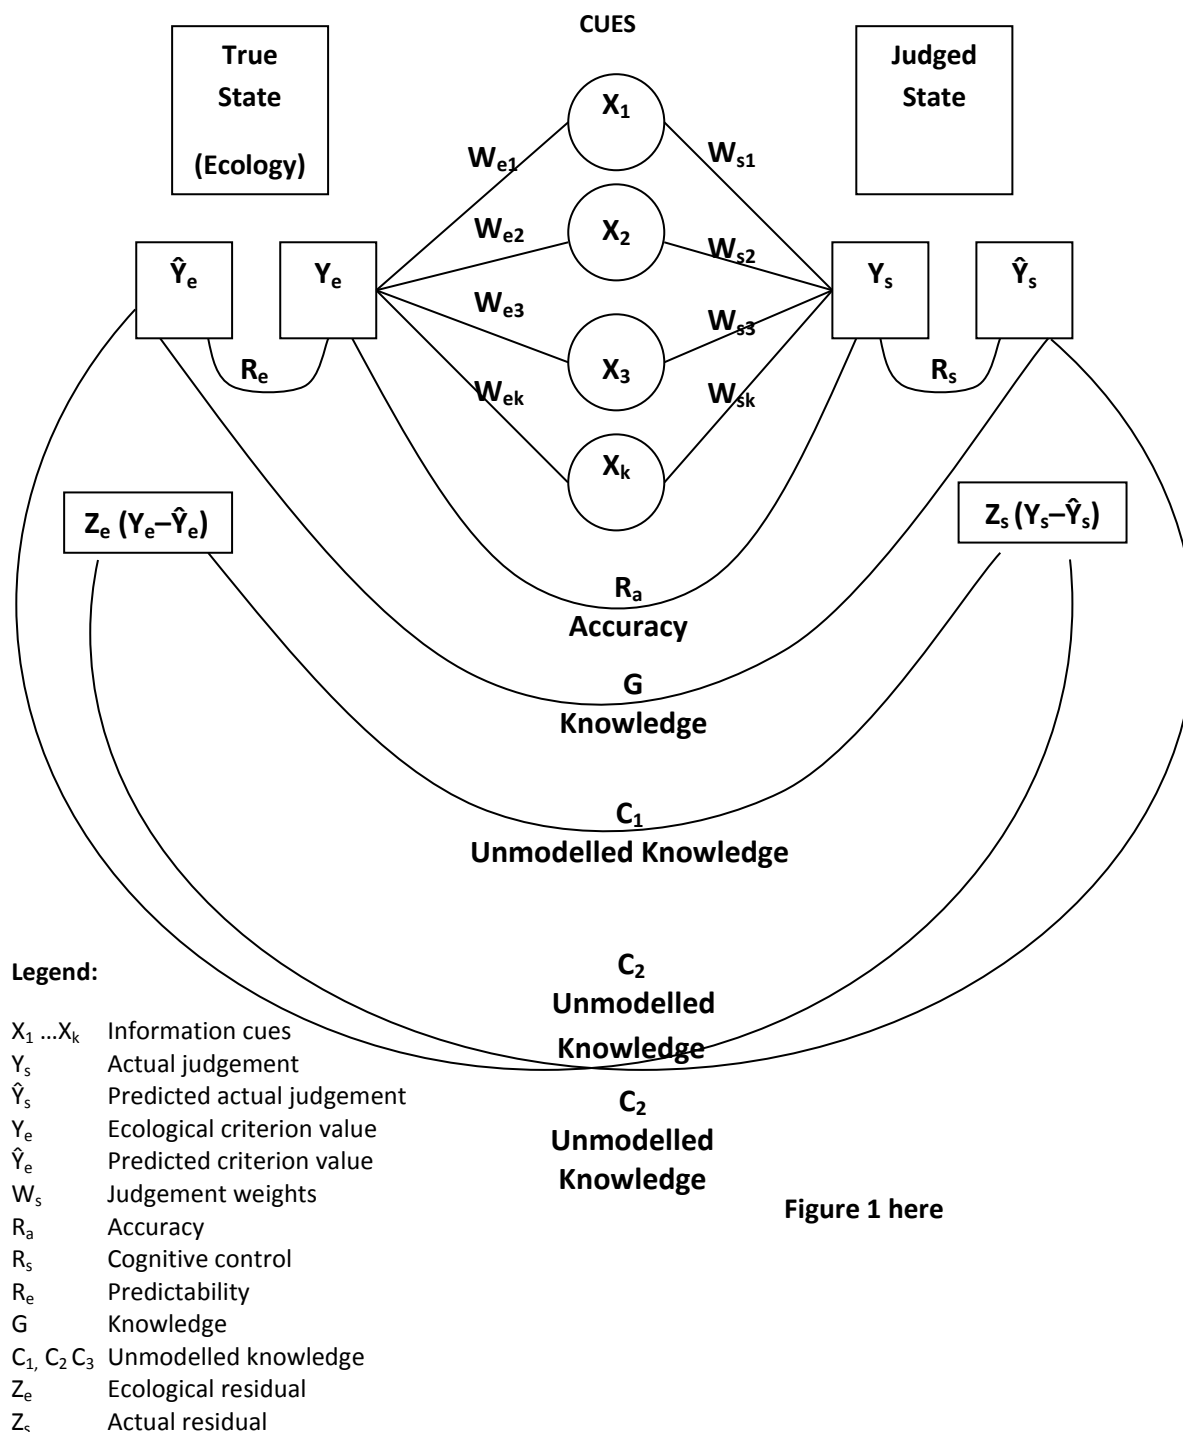 CUES
True
State
(Ecology)
Judged
State
X₁
Wₑ₁
Wₛ₁
X₂
Wₑ₂
Wₛ₂
Ŷₑ
Yₑ
Yₛ
Ŷₛ
Wₑ₃
Wₛ₃
X₃
Rₑ
Rₛ
Wₑₖ
Wₛₖ
Xₖ
Zₑ (Yₑ–Ŷₑ)
Zₛ (Yₛ–Ŷₛ)
Rₐ
Accuracy
G
Knowledge
C₁
Unmodelled Knowledge
C₂
Unmodelled
Knowledge
C₂
Unmodelled
Knowledge
Figure 1 here
Legend:
X₁ ...Xₖ Information cues
Yₛ Actual judgement
Ŷₛ Predicted actual judgement
Yₑ Ecological criterion value
Ŷₑ Predicted criterion value
Wₛ Judgement weights
Rₐ Accuracy
Rₛ Cognitive control
Rₑ Predictability
G Knowledge
C₁, C₂ C₃ Unmodelled knowledge
Zₑ Ecological residual
Zₛ Actual residual